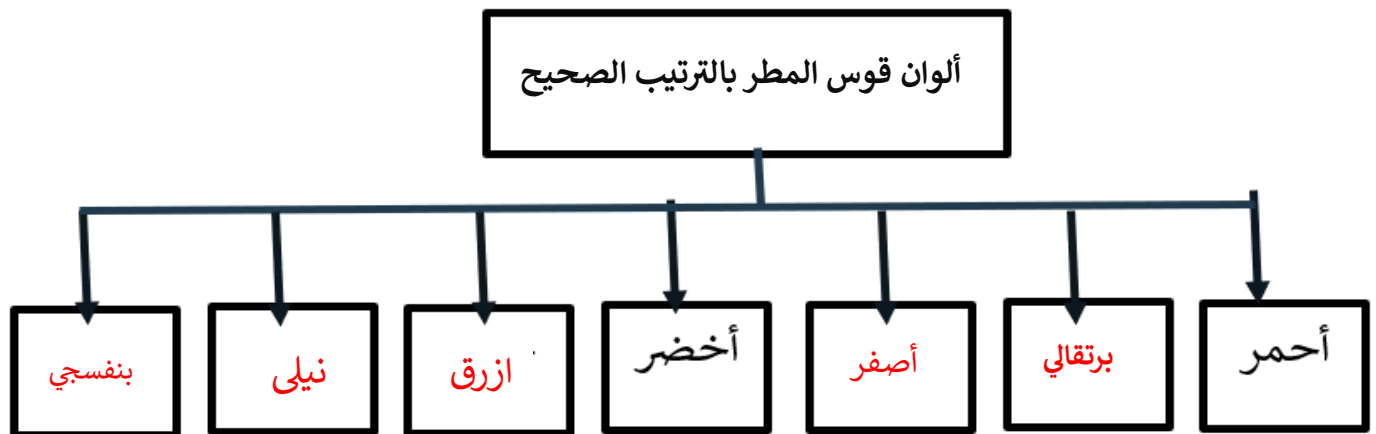 ألوان قوس المطر بالترتيب الصحيح
أحمر
برتقالي
أصفر
أخضر
ازرق
نيلى
بنفسجي